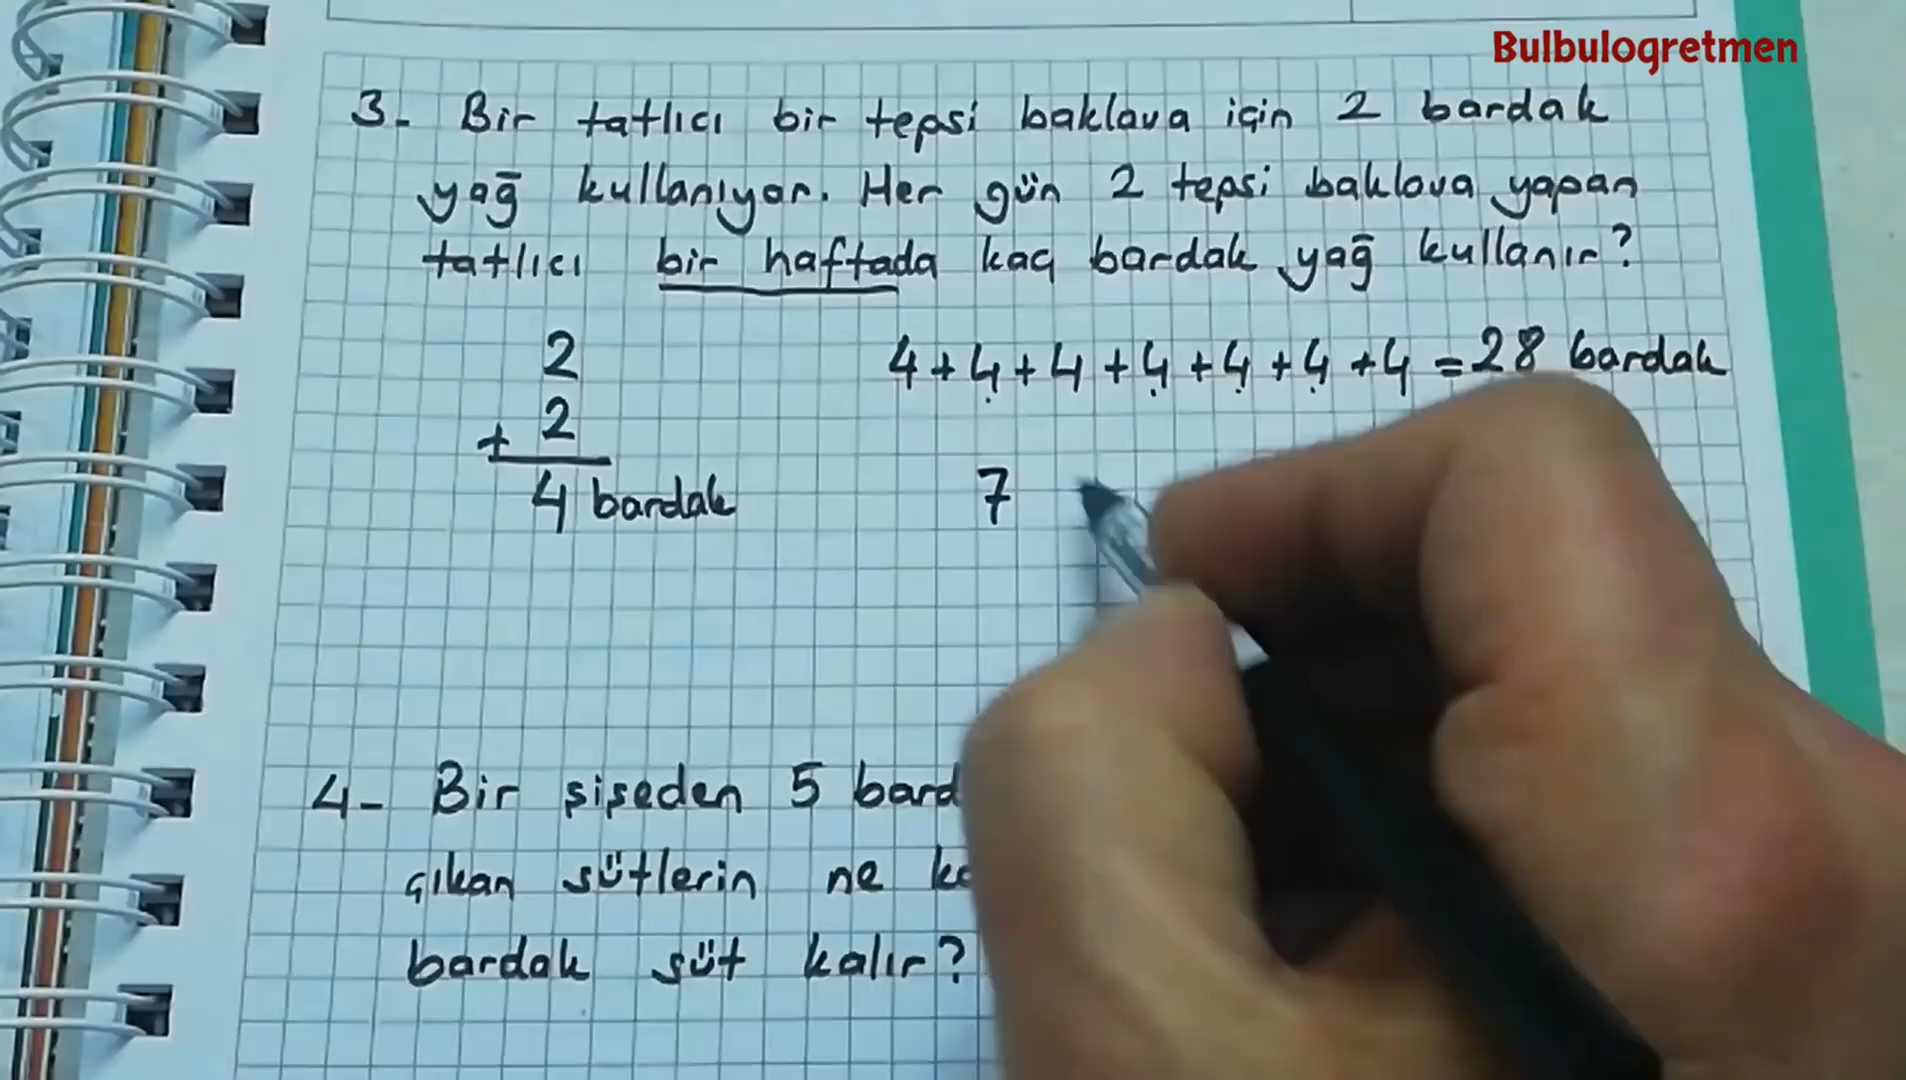 Bulbulogretmen
3- Bir tatlıcı bir tepsi baklava için 2 bardak
yağ kullanıyor. Her gün 2 tepsi baklava yapan
tatlıcı bir haftada kaç bardak yağ kullanır?
2
+ 2
4 bardak
4+4+4+4+4+4+4=28 bardak
7
4- Bir şişeden 5
çıkan sütlerin ne
bardak süt kalır?